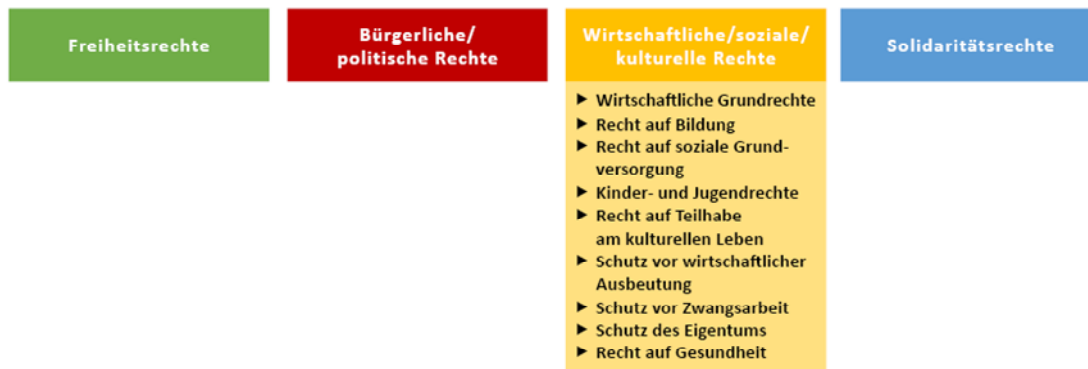 Freiheitsrechte
Bürgerliche/
politische Rechte
Wirtschaftliche/soziale/
kulturelle Rechte
Solidaritätsrechte
► Wirtschaftliche Grundrechte
► Recht auf Bildung
► Recht auf soziale Grund-
versorgung
► Kinder- und Jugendrechte
► Recht auf Teilhabe
am kulturellen Leben
► Schutz vor wirtschaftlicher
Ausbeutung
► Schutz vor Zwangsarbeit
► Schutz des Eigentums
► Recht auf Gesundheit